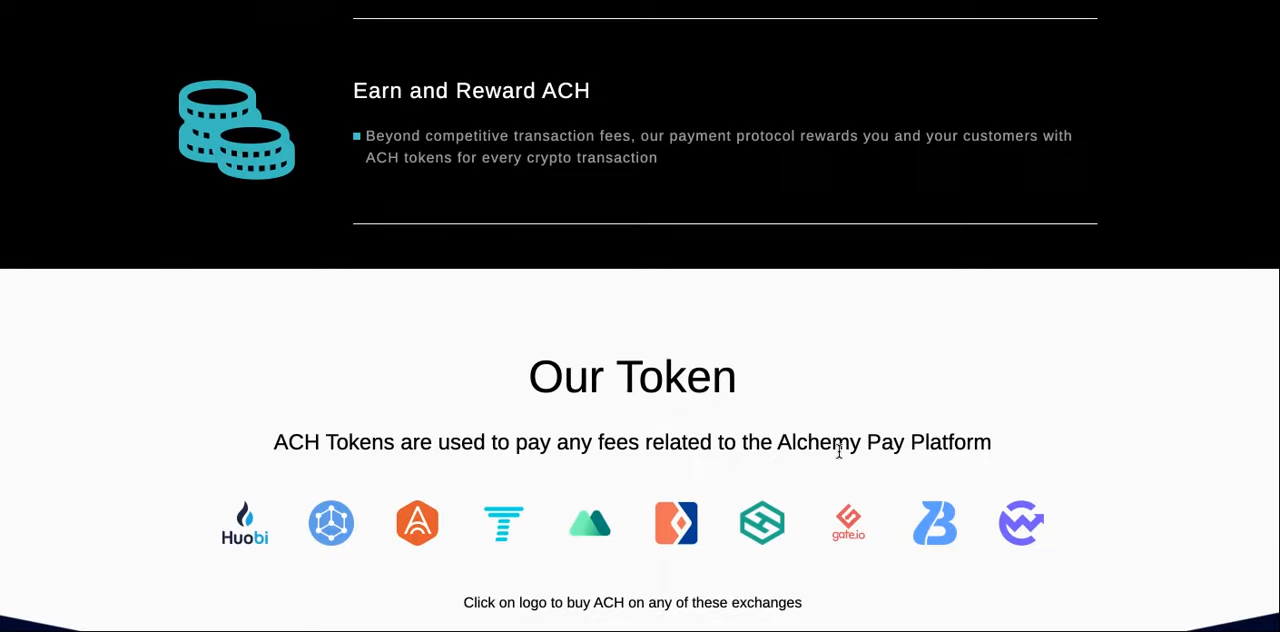 Earn and Reward ACH
Beyond competitive transaction fees, our payment protocol rewards you and your customers with
ACH tokens for every crypto transaction
Our Token
ACH Tokens are used to pay any fees related to the Alchemy Pay Platform
Huobi
gate.io
Click on logo to buy ACH on any of these exchanges